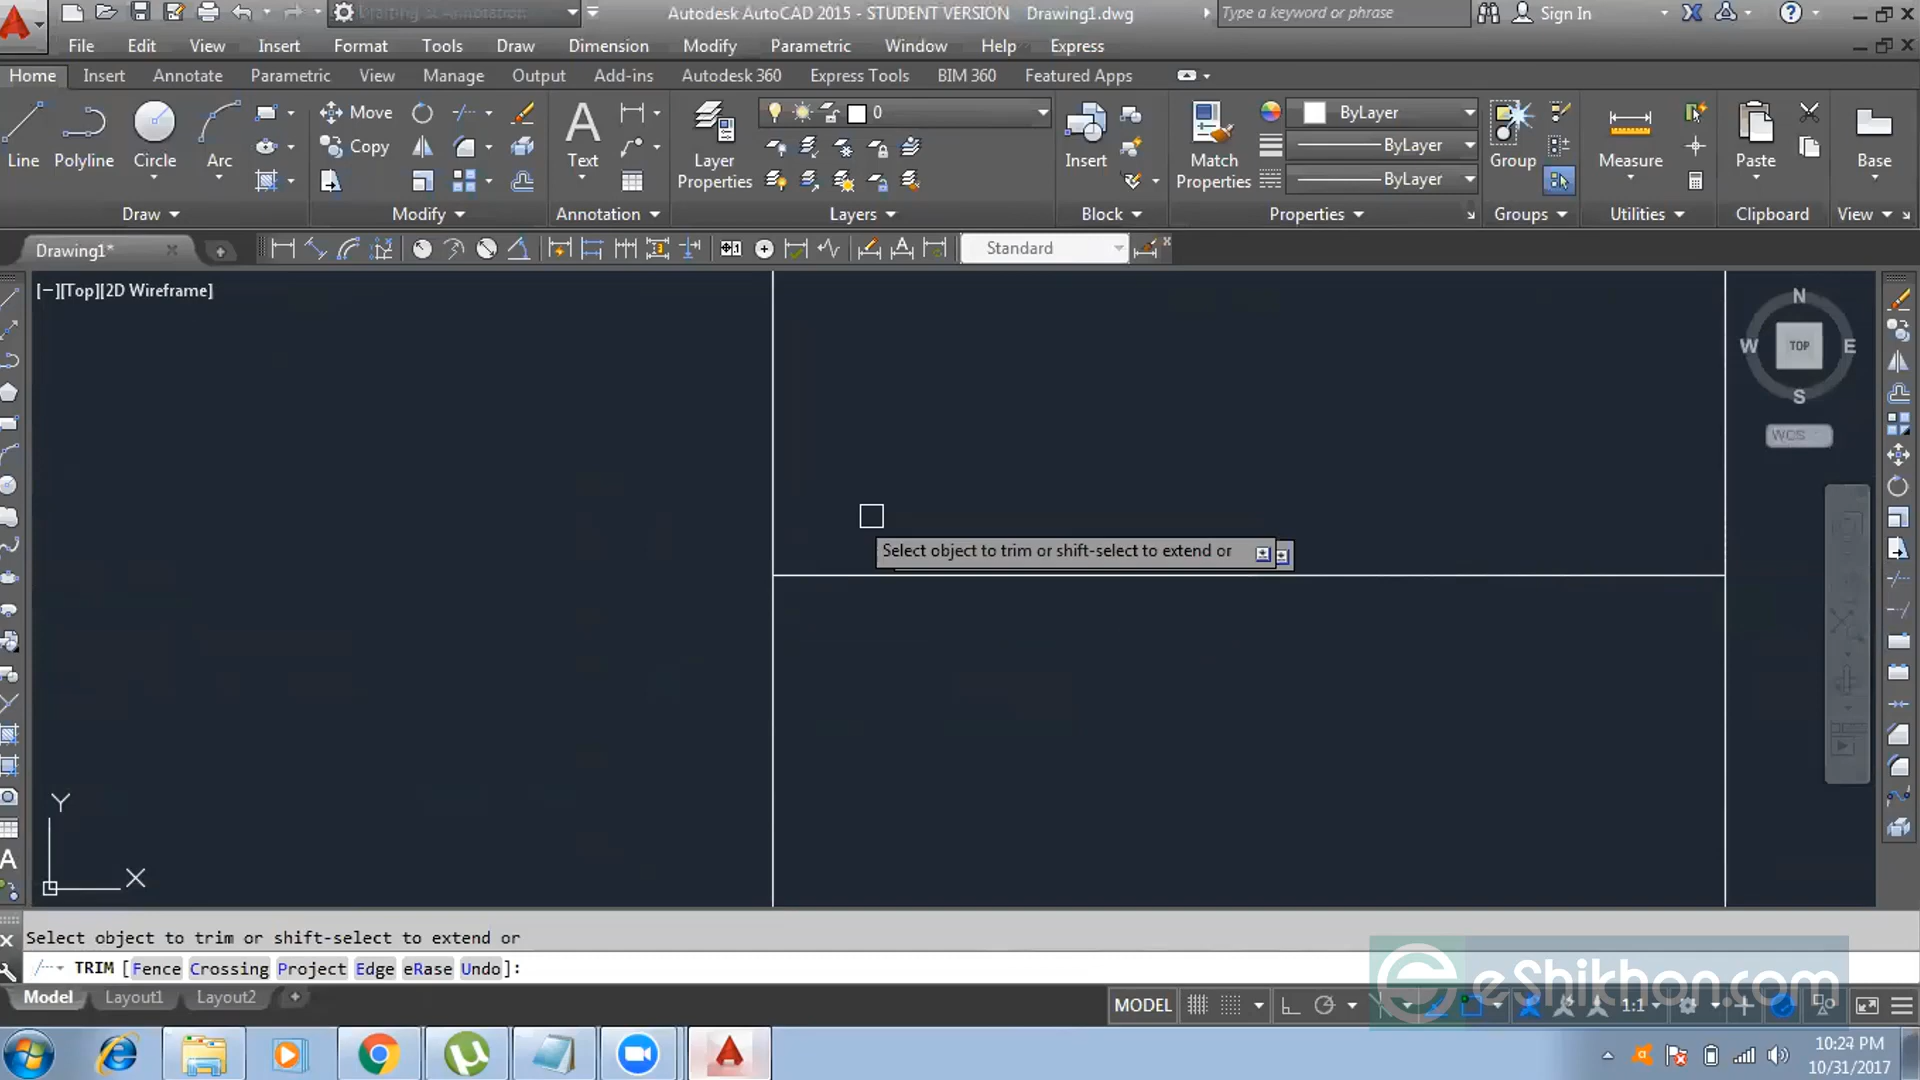 Drafting & Annotation
Autodesk AutoCAD 2015 - STUDENT VERSION Drawing1.dwg
Type a keyword or phrase
Sign In
File Edit View Insert Format Tools Draw Dimension Modify Parametric Window Help Express
Home Insert Annotate Parametric View Manage Output Add-ins Autodesk 360 Express Tools BIM 360 Featured Apps
Move
0
ByLayer
Copy
ByLayer
Line Polyline Circle Arc Text Layer Properties Insert Match Properties Group Measure Paste Base
ByLayer
Draw Modify Annotation Layers Block Properties Groups Utilities Clipboard View
Drawing1*
Standard
[−][Top][2D Wireframe]
N
W TOP E
S
WCS
Select object to trim or shift-select to extend or
Y
X
Select object to trim or shift-select to extend or
TRIM [Fence Crossing Project Edge eRase Undo]:
Model Layout1 Layout2
MODEL
1:1
eShikhon.com
10:24 PM
10/31/2017